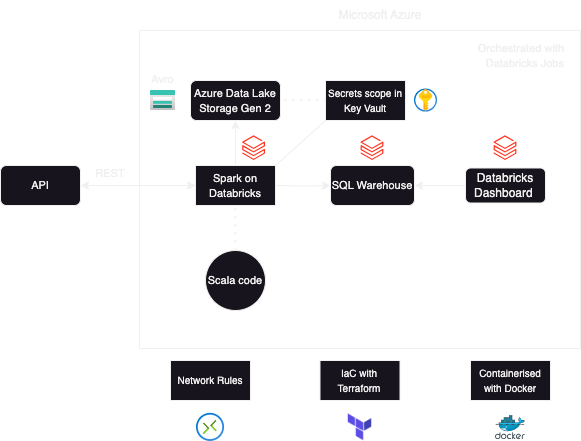 Microsoft Azure
Orchestrated with
Databricks Jobs
Avro
Azure Data Lake
Storage Gen 2
Secrets scope in
Key Vault
API
REST
Spark on
Databricks
SQL Warehouse
Databricks
Dashboard
Scala code
Network Rules
IaC with
Terraform
Containerised
with Docker
docker